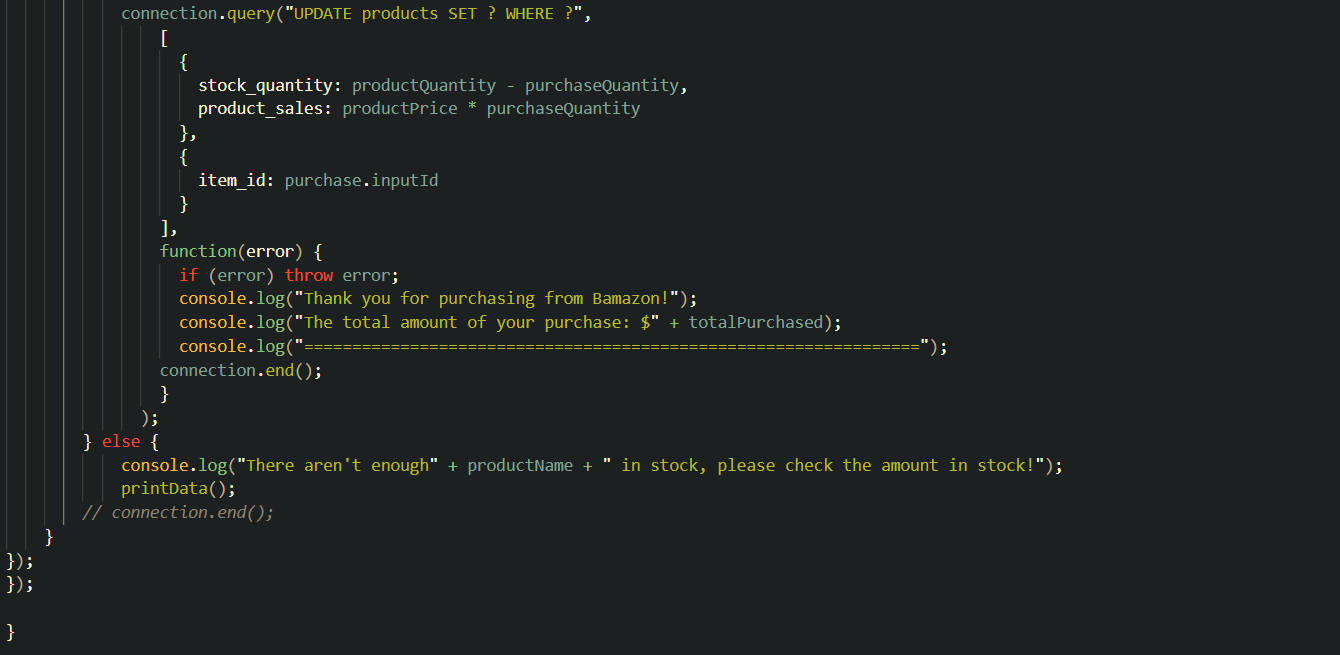 connection.query("UPDATE products SET ? WHERE ?",
[
{
stock_quantity: productQuantity - purchaseQuantity,
product_sales: productPrice * purchaseQuantity
},
{
item_id: purchase.inputId
}
],
function(error) {
if (error) throw error;
console.log("Thank you for purchasing from Bamazon!");
console.log("The total amount of your purchase: $" + totalPurchased);
console.log("================================================================");
connection.end();
}
);
} else {
console.log("There aren't enough" + productName + " in stock, please check the amount in stock!");
printData();
// connection.end();
}
});
});
}